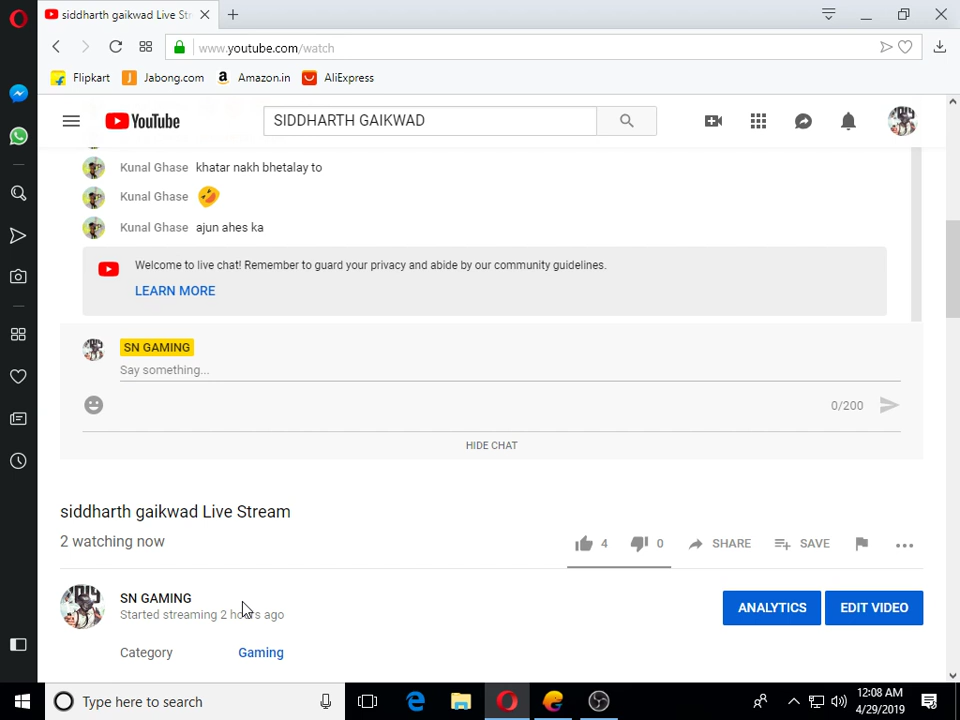 siddharth gaikwad Live Str
www.youtube.com/watch
Flipkart Jabong.com Amazon.in AliExpress
YouTube SIDDHARTH GAIKWAD
Kunal Ghase khatar nakh bhetalay to
Kunal Ghase 🤣
Kunal Ghase ajun ahes ka
Welcome to live chat! Remember to guard your privacy and abide by our community guidelines.
LEARN MORE
SN GAMING
Say something...
0/200
HIDE CHAT
siddharth gaikwad Live Stream
2 watching now
4 0 SHARE SAVE
SN GAMING
Started streaming 2 hours ago
ANALYTICS EDIT VIDEO
Category Gaming
Type here to search
12:08 AM
4/29/2019